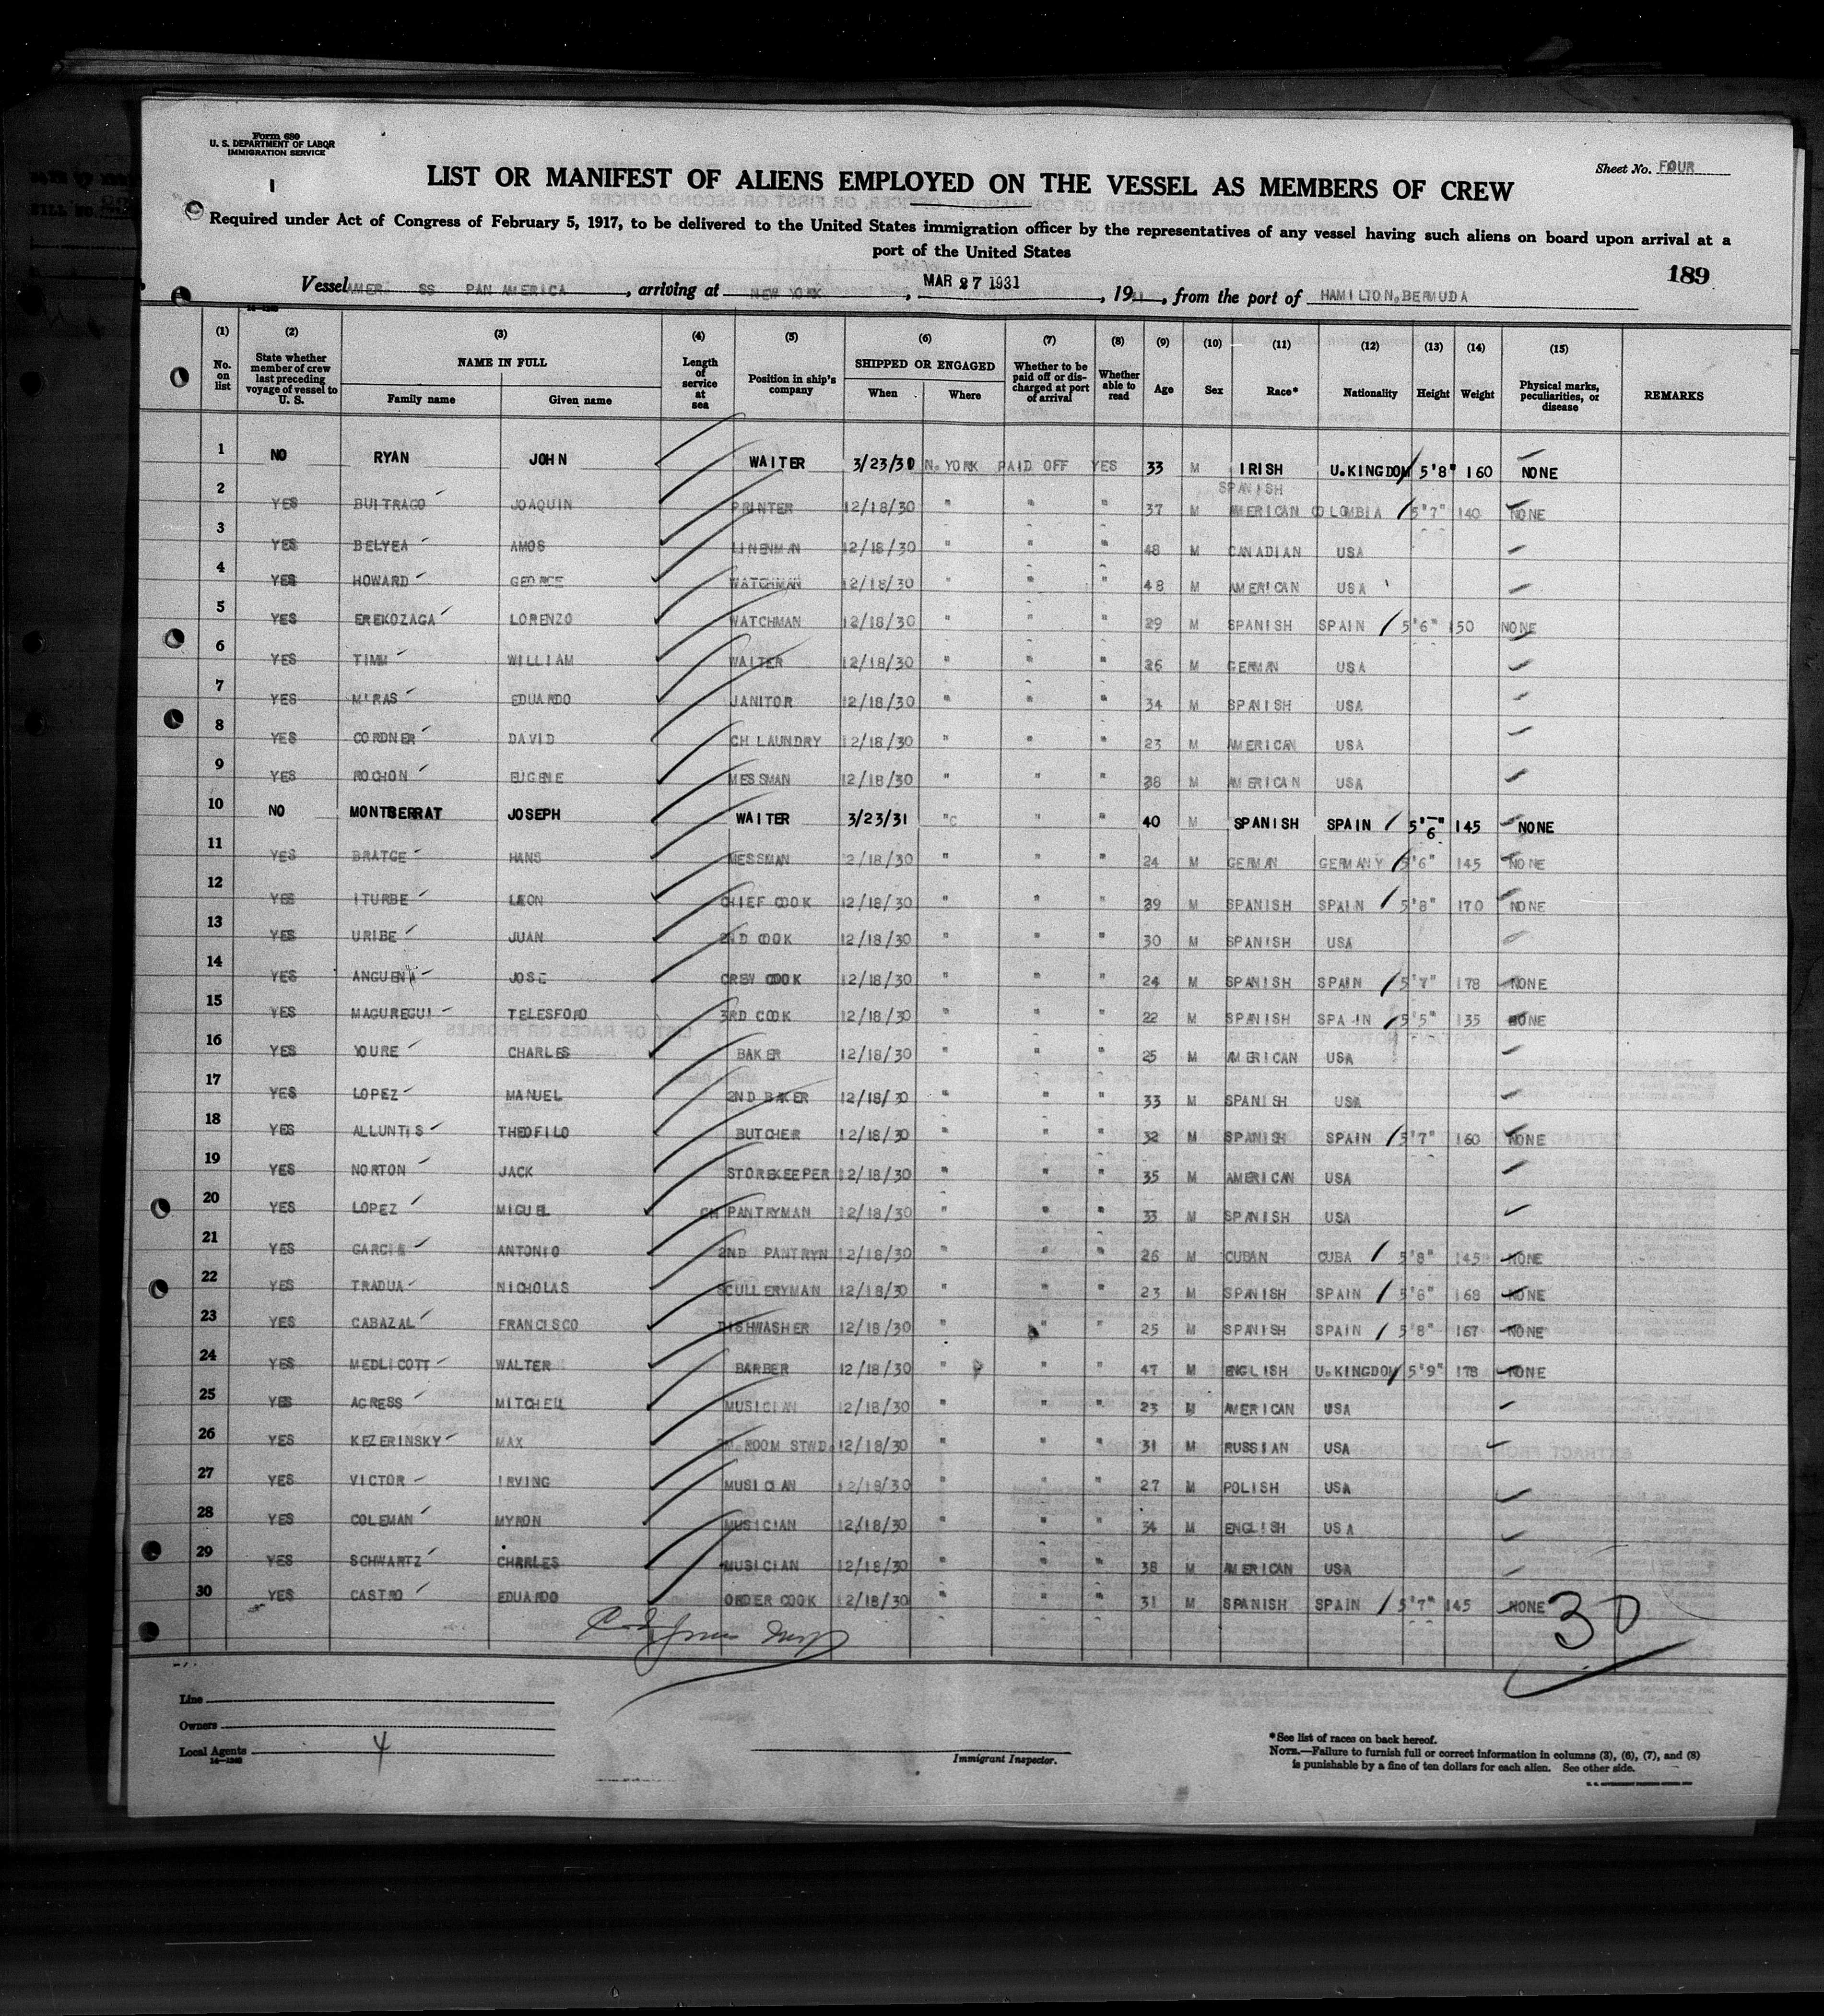 Form 680
U. S. DEPARTMENT OF LABOR
IMMIGRATION SERVICE
Sheet No. FOUR
LIST OR MANIFEST OF ALIENS EMPLOYED ON THE VESSEL AS MEMBERS OF CREW
Required under Act of Congress of February 5, 1917, to be delivered to the United States immigration officer by the representatives of any vessel having such aliens on board upon arrival at a
port of the United States
189
Vessel AMER. SS PAN AMERICA, arriving at NEW YORK, MAR 27 1931, 19, from the port of HAMILTON, BERMUDA
(1) (2) (3) (4) (5) (6) (7) (8) (9) (10) (11) (12) (13) (14) (15)
No. on list State whether member of crew last preceding voyage of vessel to U. S. NAME IN FULL Family name Given name Length of service at sea Position in ship's company SHIPPED OR ENGAGED When Where Whether to be paid off or discharged at port of arrival Whether able to read Age Sex Race* Nationality Height Weight Physical marks, peculiarities, or disease REMARKS
1 NO RYAN JOHN WAITER 3/23/30 N. YORK PAID OFF YES 33 M IRISH U.KINGDOM 5'8" 160 NONE
2 YES BUITRAGO JOAQUIN PRINTER 12/18/30 " " " 37 M SPANISH AMERICAN COLOMBIA 5'7" 140 NONE
3 YES BELYEA AMOS LINENMAN 12/18/30 " " " 48 M CANADIAN USA
4 YES HOWARD GEORGE WATCHMAN 12/18/30 " " " 48 M AMERICAN USA
5 YES EREKOZAGA LORENZO WATCHMAN 12/18/30 " " " 29 M SPANISH SPAIN 5'6" 150 NONE
6 YES TIMM WILLIAM WAITER 12/18/30 " " " 26 M GERMAN USA
7 YES MIRAS EDUARDO JANITOR 12/18/30 " " " 34 M SPANISH USA
8 YES CORDNER DAVID CH LAUNDRY 12/18/30 " " " 23 M AMERICAN USA
9 YES ROCHON EUGENE MESSMAN 12/18/30 " " " 38 M AMERICAN USA
10 NO MONTSERRAT JOSEPH WAITER 3/23/31 " " " 40 M SPANISH SPAIN 5'6" 145 NONE
11 YES BRATGE HANS MESSMAN 12/18/30 " " " 24 M GERMAN GERMANY 5'6" 145 NONE
12 YES ITURBE LEON CHIEF COOK 12/18/30 " " " 39 M SPANISH SPAIN 5'8" 170 NONE
13 YES URIBE JUAN 2ND COOK 12/18/30 " " " 30 M SPANISH USA
14 YES ANGUENA JOSE CREW COOK 12/18/30 " " " 24 M SPANISH SPAIN 5'7" 178 NONE
15 YES MAGUREGUI TELESFORO 3RD COOK 12/18/30 " " " 22 M SPANISH SPAIN 5'5" 135 NONE
16 YES YOURE CHARLES BAKER 12/18/30 " " " 25 M AMERICAN USA
17 YES LOPEZ MANUEL 2ND BAKER 12/18/30 " " " 33 M SPANISH USA
18 YES ALLUNTIS THEOFILO BUTCHER 12/18/30 " " " 32 M SPANISH SPAIN 5'7" 160 NONE
19 YES NORTON JACK STOREKEEPER 12/18/30 " " " 35 M AMERICAN USA
20 YES LOPEZ MIGUEL CH PANTRYMAN 12/18/30 " " " 33 M SPANISH USA
21 YES GARCIA ANTONIO 2ND PANTRYN 12/18/30 " " " 26 M CUBAN CUBA 5'8" 145 NONE
22 YES TRADUA NICHOLAS SCULLERYMAN 12/18/30 " " " 23 M SPANISH SPAIN 5'6" 168 NONE
23 YES CABAZAL FRANCISCO DISHWASHER 12/18/30 " " " 25 M SPANISH SPAIN 5'8" 167 NONE
24 YES MEDLICOTT WALTER BARBER 12/18/30 " " " 47 M ENGLISH U.KINGDOM 5'9" 178 NONE
25 YES AGRESS MITCHELL MUSICIAN 12/18/30 " " " 23 M AMERICAN USA
26 YES KEZERINSKY MAX ROOM STWD. 12/18/30 " " " 31 M RUSSIAN USA
27 YES VICTOR IRVING MUSICIAN 12/18/30 " " " 27 M POLISH USA
28 YES COLEMAN MYRON MUSICIAN 12/18/30 " " " 34 M ENGLISH USA
29 YES SCHWARTZ CHARLES MUSICIAN 12/18/30 " " " 38 M AMERICAN USA
30 YES CASTRO EDUARDO ORDER COOK 12/18/30 " " " 31 M SPANISH SPAIN 5'7" 145 NONE
30
Line
Owners
Local Agents 4
14—1240
Immigrant Inspector.
*See list of races on back hereof.
NOTE.—Failure to furnish full or correct information in columns (3), (6), (7), and (8)
is punishable by a fine of ten dollars for each alien. See other side.